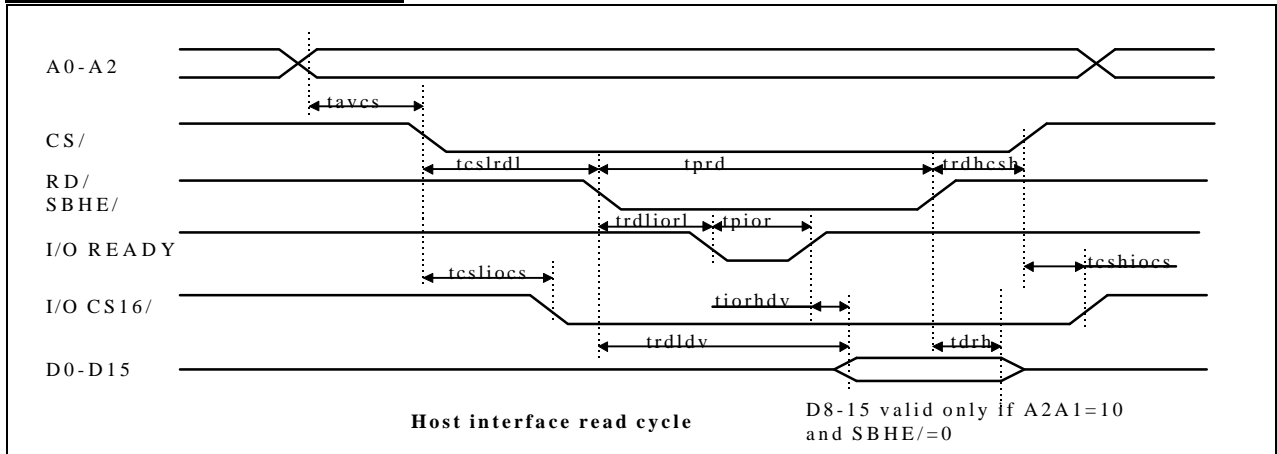 A0-A2
tavcs
CS/
tcslrdl tprd trdhcsh
RD/
SBHE/
trdliorl tpior
I/O READY
tcsliocs tcshiocs
I/O CS16/
tiorhdv
trdldv tdrh
D0-D15
Host interface read cycle
D8-15 valid only if A2A1=10
and SBHE/=0